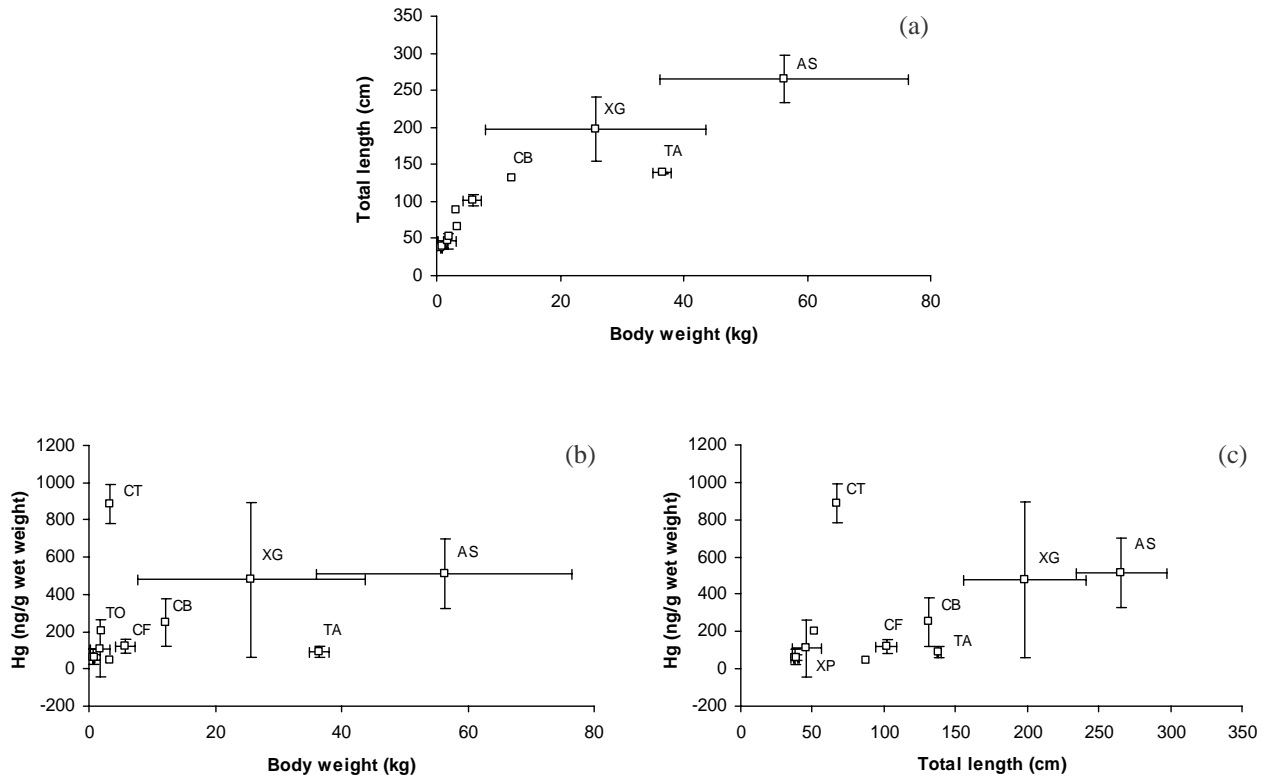 (a)
Total length (cm)
350
300
250
200
150
100
50
0
AS
XG
TA
CB
0 20 40 60 80
Body weight (kg)
(b)
Hg (ng/g wet weight)
1200
1000
800
600
400
200
0
-200
CT
XG
AS
TO
CB
CF
TA
0 20 40 60 80
Body weight (kg)
(c)
Hg (ng/g wet weight)
1200
1000
800
600
400
200
0
-200
CT
XG
AS
CB
CF
TA
XP
0 50 100 150 200 250 300 350
Total length (cm)